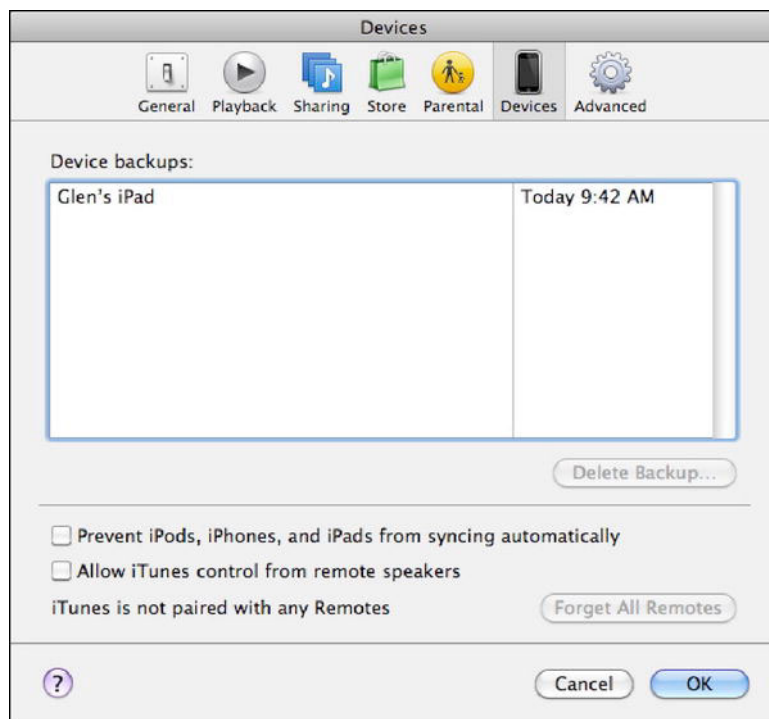 Devices
General Playback Sharing Store Parental Devices Advanced
Device backups:
Glen's iPad Today 9:42 AM
Delete Backup...
Prevent iPods, iPhones, and iPads from syncing automatically
Allow iTunes control from remote speakers
iTunes is not paired with any Remotes Forget All Remotes
? Cancel OK